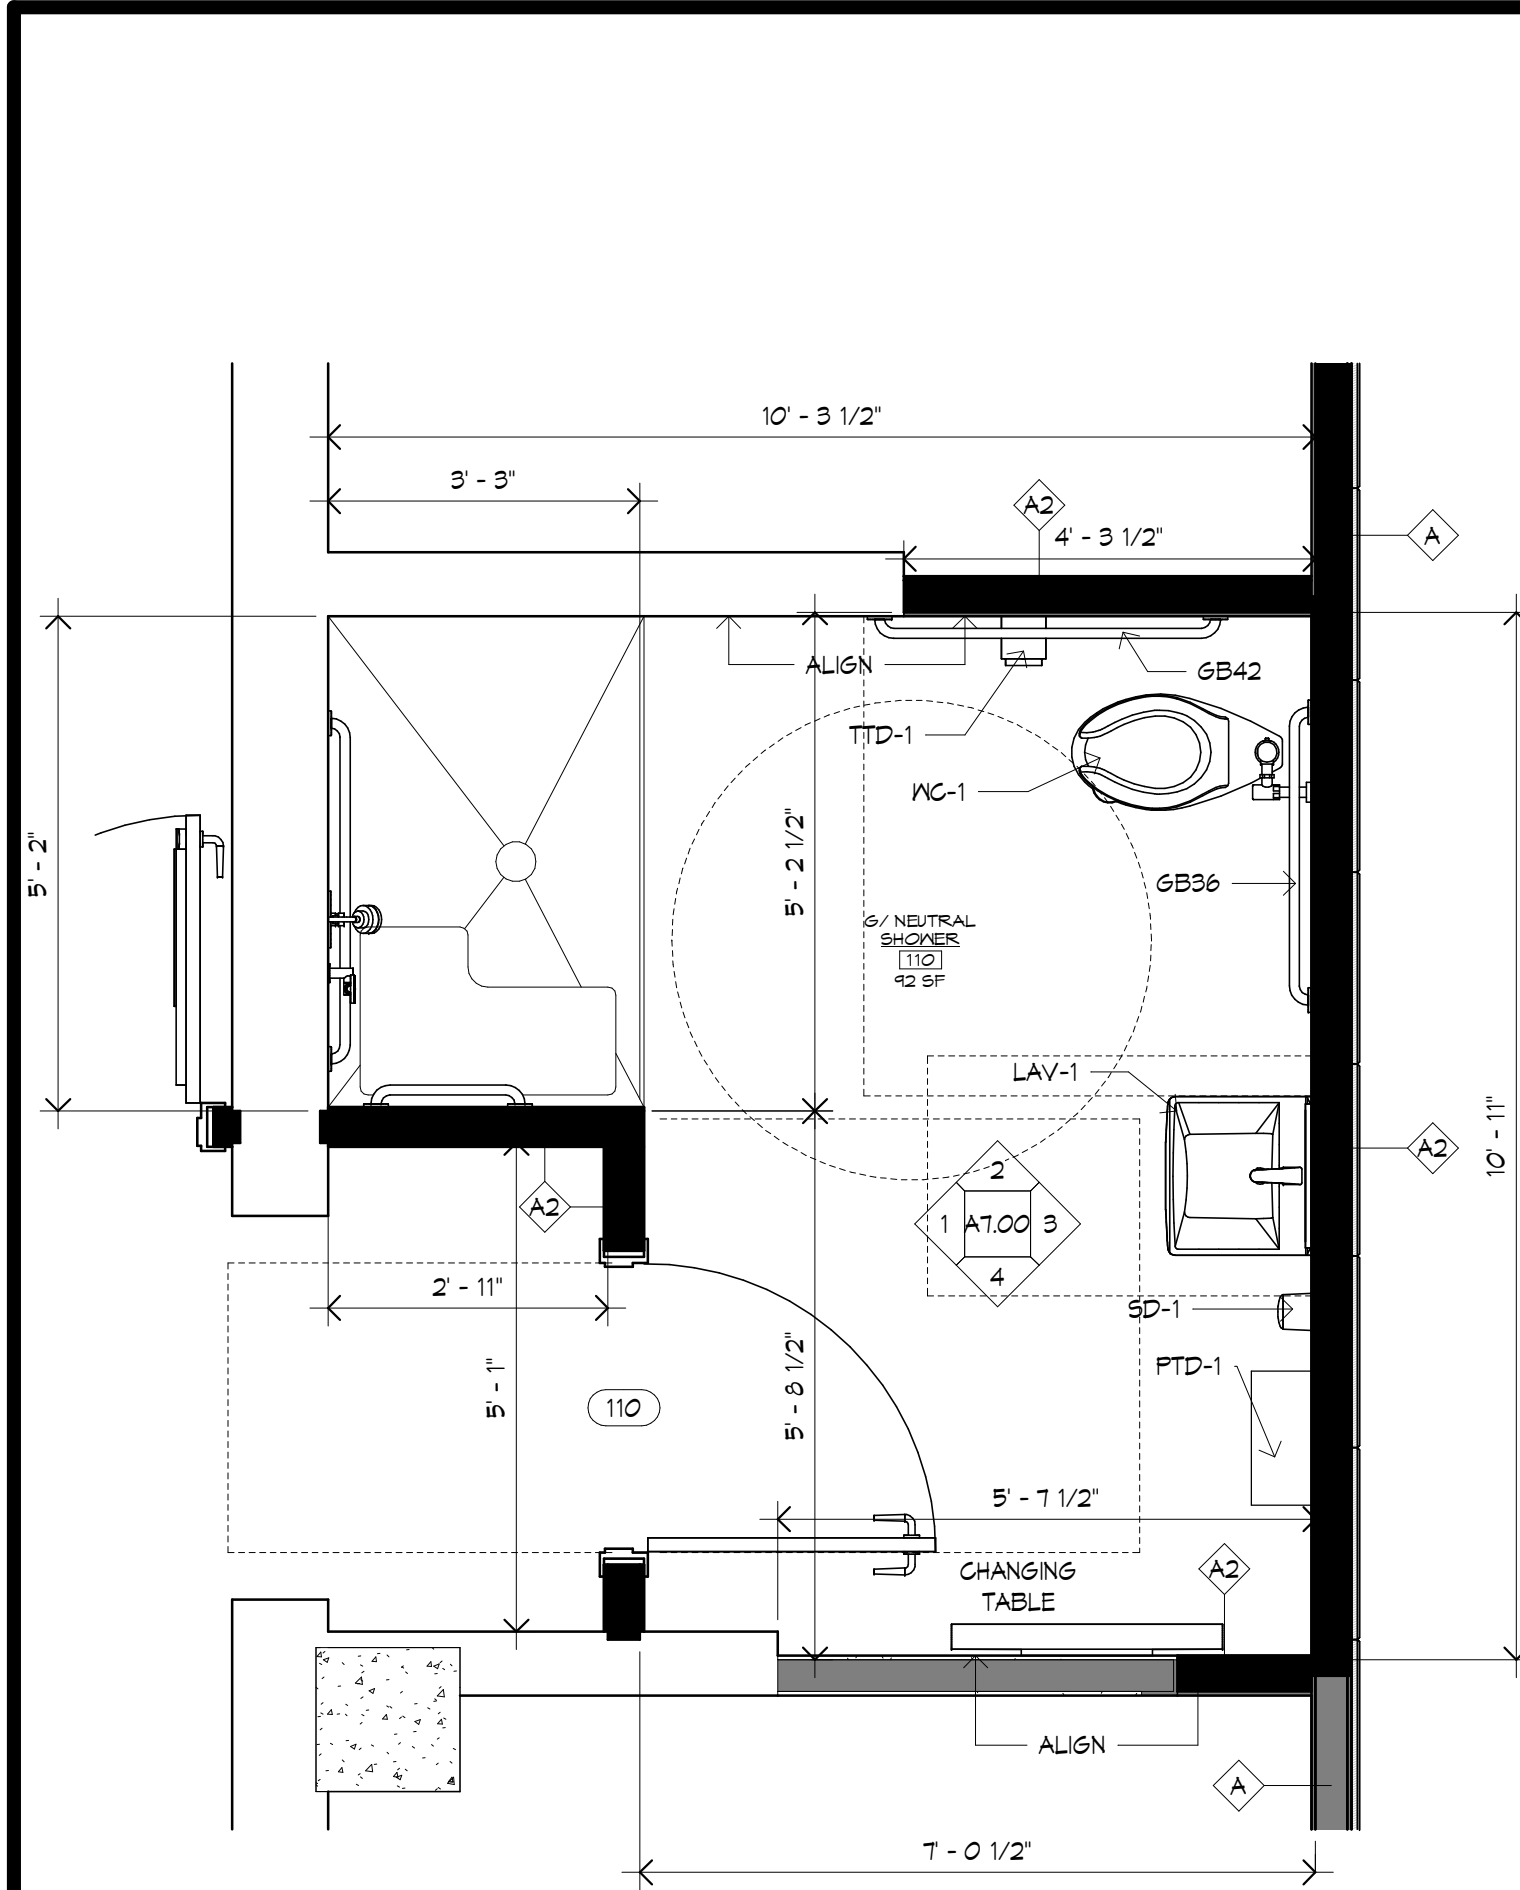 10' - 3 1/2"
3' - 3"
A2
4' - 3 1/2"
A
ALIGN
GB42
TTD-1
WC-1
5' - 2"
5' - 2 1/2"
GB36
G/ NEUTRAL
SHOWER
110
92 SF
LAV-1
10' - 11"
A2
2
1 A7.00 3
4
A2
2' - 11"
SD-1
5' - 1"
110
5' - 8 1/2"
PTD-1
5' - 7 1/2"
CHANGING
TABLE
A2
ALIGN
A
7' - 0 1/2"